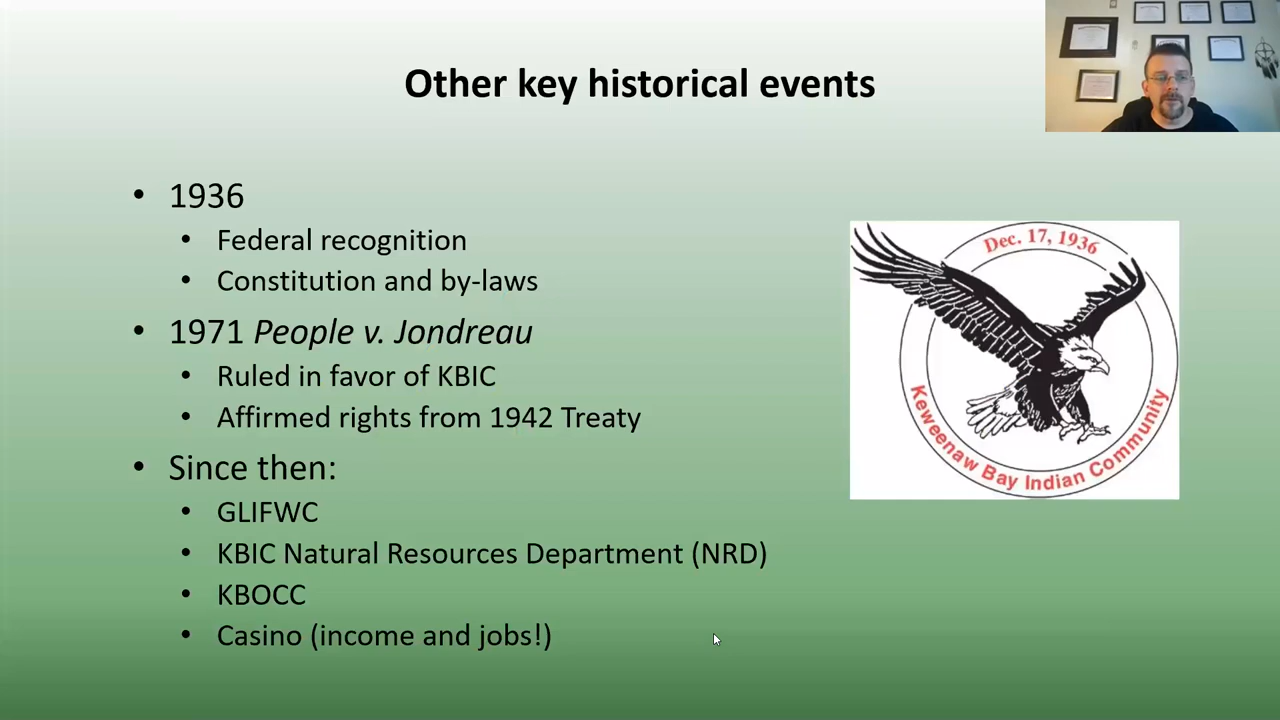 Other key historical events
• 1936
• Federal recognition
• Constitution and by-laws
• 1971 People v. Jondreau
• Ruled in favor of KBIC
• Affirmed rights from 1942 Treaty
• Since then:
• GLIFWC
• KBIC Natural Resources Department (NRD)
• KBOCC
• Casino (income and jobs!)
Dec. 17, 1936
Keweenaw Bay Indian Community